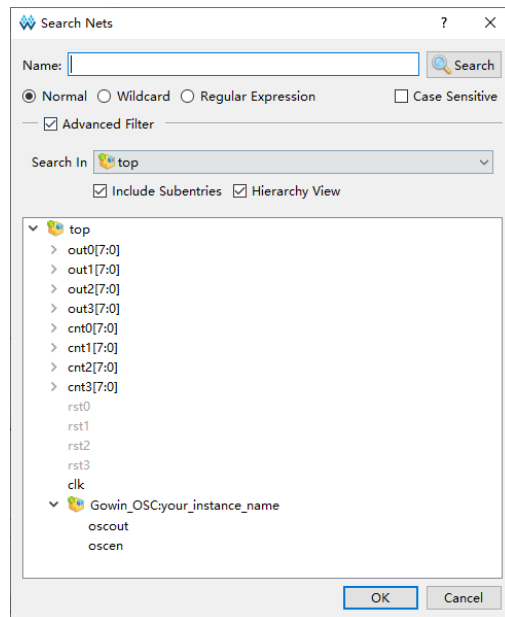 Search Nets
Name: Search
Normal Wildcard Regular Expression Case Sensitive
Advanced Filter
Search In top
Include Subentries Hierarchy View
top
out0[7:0]
out1[7:0]
out2[7:0]
out3[7:0]
cnt0[7:0]
cnt1[7:0]
cnt2[7:0]
cnt3[7:0]
rst0
rst1
rst2
rst3
clk
Gowin_OSC:your_instance_name
oscout
oscen
OK Cancel